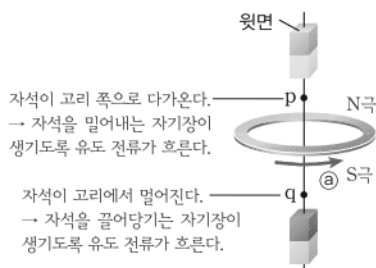 윗면
자석이 고리 쪽으로 다가온다.
p
N극
→ 자석을 밀어내는 자기장이
생기도록 유도 전류가 흐른다.
S극
ⓐ
자석이 고리에서 멀어진다.
q
→ 자석을 끌어당기는 자기장이
생기도록 유도 전류가 흐른다.